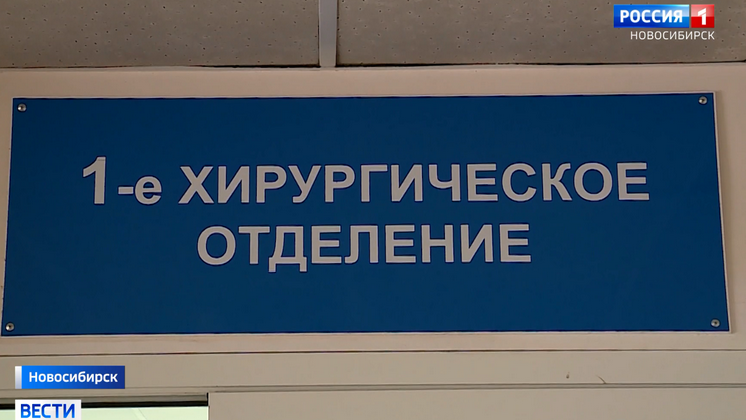 РОССИЯ 1
НОВОСИБИРСК
1-е ХИРУРГИЧЕСКОЕ
ОТДЕЛЕНИЕ
Новосибирск
ВЕСТИ